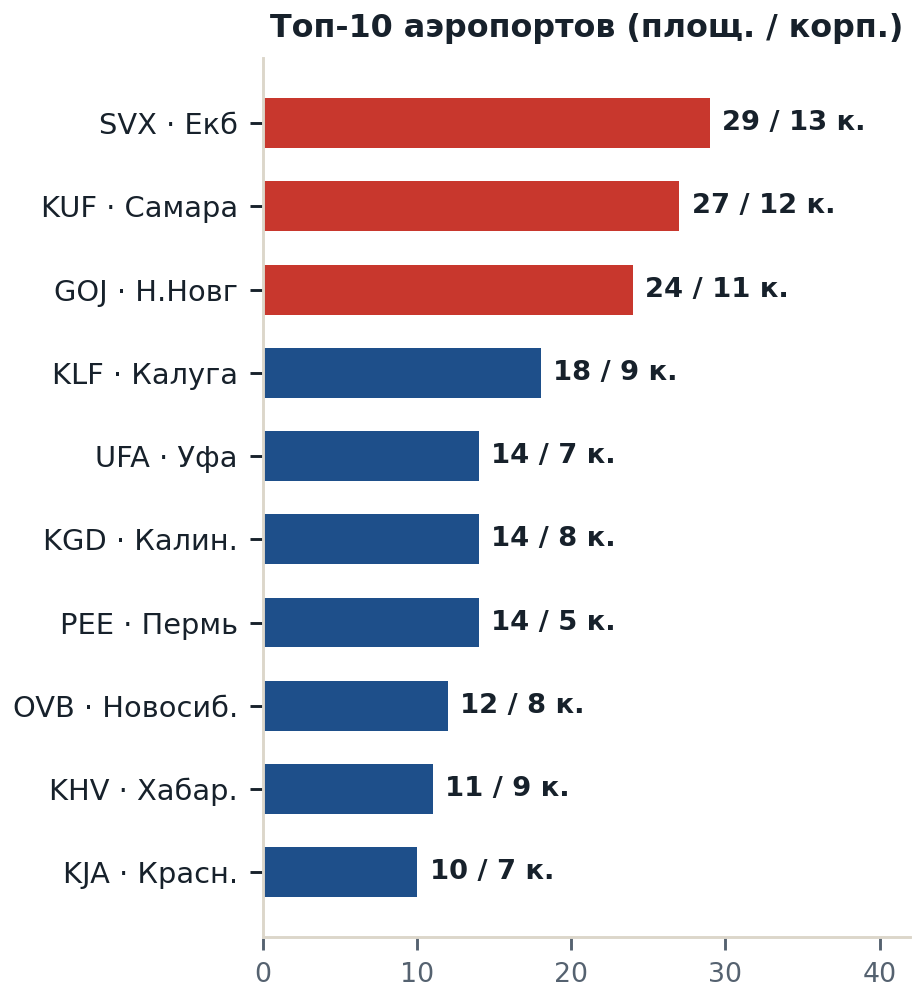 Топ-10 аэропортов (площ. / корп.)
SVX · Екб 29 / 13 к.
KUF · Самара 27 / 12 к.
GOJ · Н.Новг 24 / 11 к.
KLF · Калуга 18 / 9 к.
UFA · Уфа 14 / 7 к.
KGD · Калин. 14 / 8 к.
PEE · Пермь 14 / 5 к.
OVB · Новосиб. 12 / 8 к.
KHV · Хабар. 11 / 9 к.
KJA · Красн. 10 / 7 к.
0 10 20 30 40